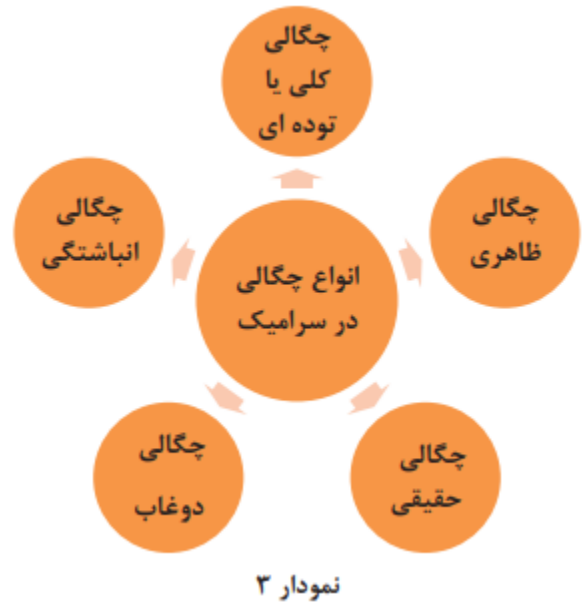 چگالی
کلی یا
توده ای
چگالی
ظاهری
چگالی
انباشتگی
انواع چگالی
در سرامیک
چگالی
حقیقی
چگالی
دوغاب
نمودار ۳